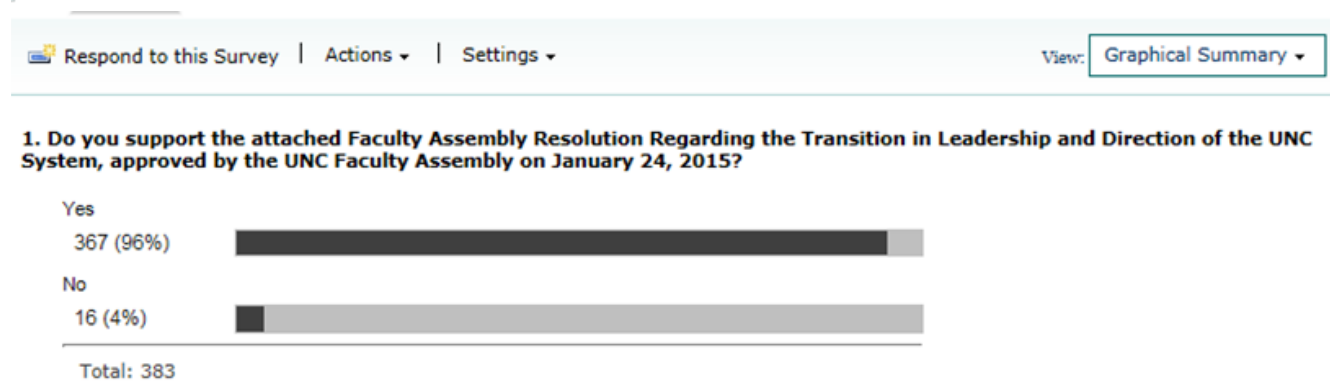 Respond to this Survey | Actions | Settings View: Graphical Summary
1. Do you support the attached Faculty Assembly Resolution Regarding the Transition in Leadership and Direction of the UNC
System, approved by the UNC Faculty Assembly on January 24, 2015?
Yes
367 (96%)
No
16 (4%)
Total: 383